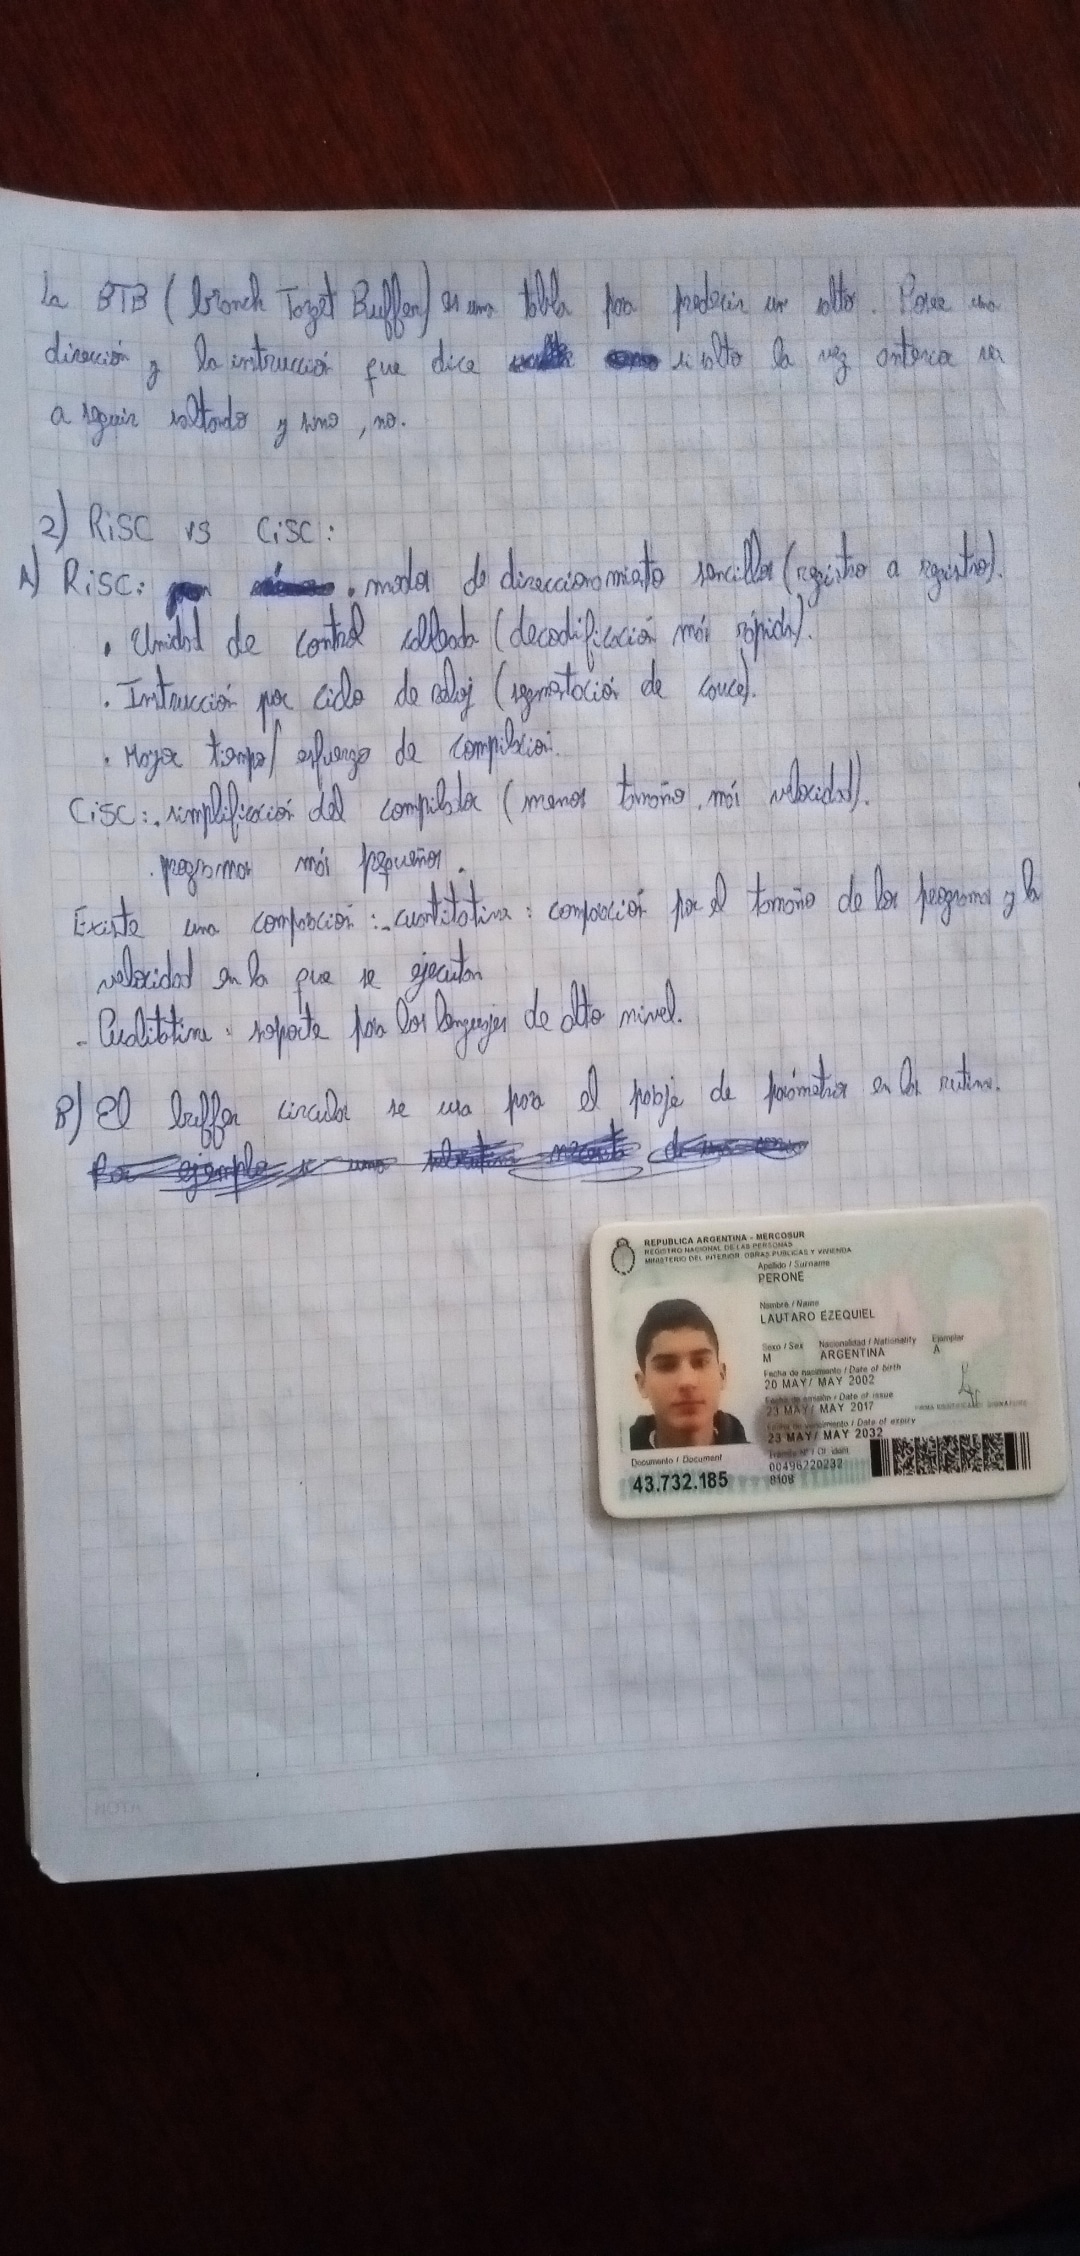 La BTB (Branch Tozet Buffer) es una tabla para predecir un salto. Posee una
dirección y la instrucción que dice si salto la vez anterior va
a seguir saltando y sino, no.
2) RISC vs CISC:
A) RISC: . modos de direccionamiento sencillos (registro a registro).
. Unidad de control cableada (decodificación más rápida).
. Instrucción por ciclo de reloj (segmentación de cauce).
. Mayor tiempo/esfuerzo de compilación.
CISC: . simplificación del compilador (menor tamaño, más velocidad).
. programas más pequeños.
Existe una comparación: - cuantitativa: comparación por el tamaño de los programas y la
velocidad en la que se ejecutan
- Cualitativa: soporte para los lenguajes de alto nivel.
B) El buffer circular se usa para el pasaje de parámetros en las rutinas.
Por ejemplo
REPUBLICA ARGENTINA - MERCOSUR
REGISTRO NACIONAL DE LAS PERSONAS
MINISTERIO DEL INTERIOR, OBRAS PUBLICAS Y VIVIENDA
Apellido / Surname
PERONE
Nombre / Name
LAUTARO EZEQUIEL
Sexo / Sex Nacionalidad / Nationality Ejemplar
M ARGENTINA A
Fecha de nacimiento / Date of birth
20 MAY/ MAY 2002
Fecha de emisión / Date of issue
23 MAY/ MAY 2017
FIRMA IDENTIFICADO / SIGNATURE
Fecha de vencimiento / Date of expiry
23 MAY/ MAY 2032
Documento / Document
43.732.185
Trámite Nº / Of. ident.
00496220232
8108
NOTA